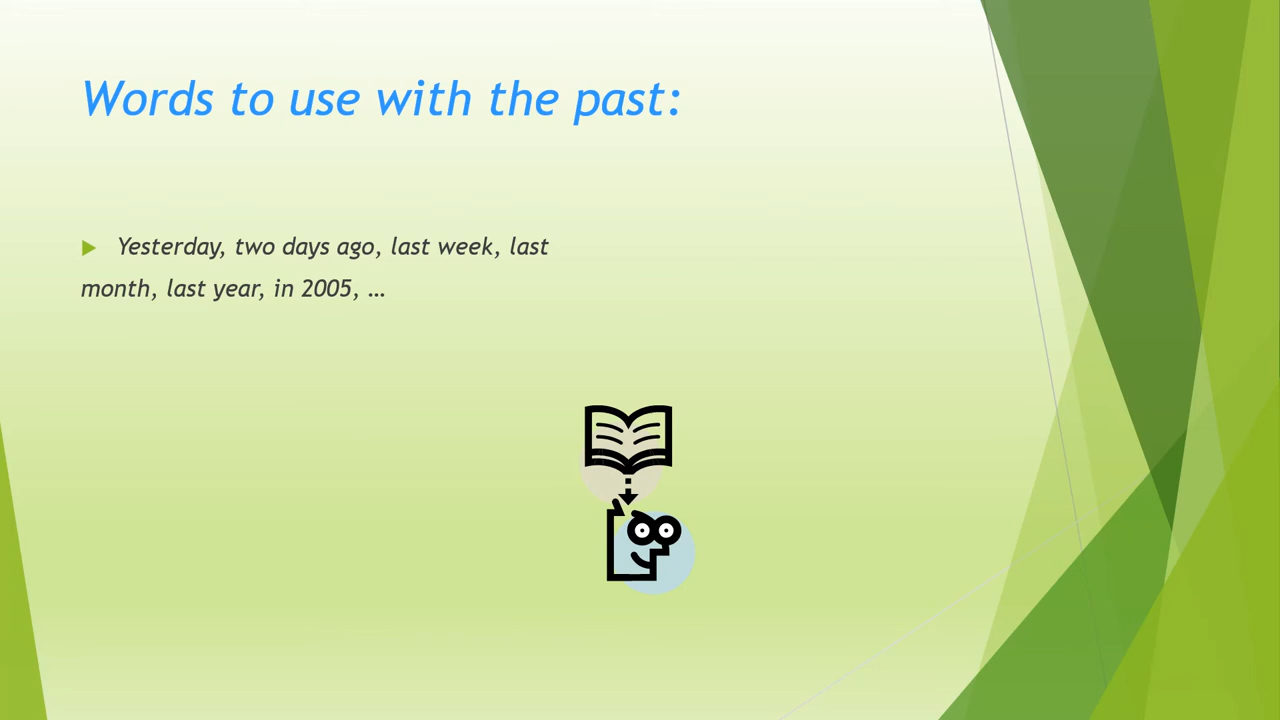 Words to use with the past:
Yesterday, two days ago, last week, last
month, last year, in 2005, …